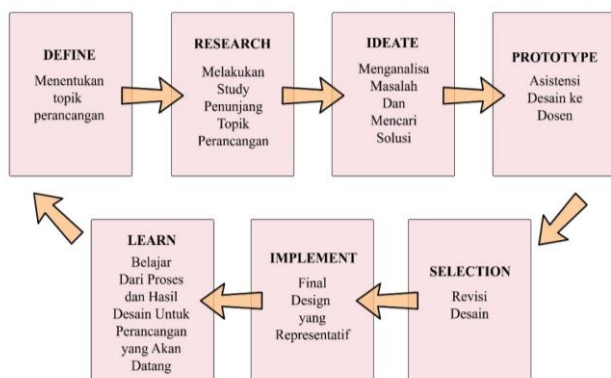 DEFINE
Menentukan
topik
perancangan
RESEARCH
Melakukan
Study
Penunjang
Topik
Perancangan
IDEATE
Menganalisa
Masalah
Dan
Mencari
Solusi
PROTOTYPE
Asistensi
Desain ke
Dosen
SELECTION
Revisi
Desain
IMPLEMENT
Final
Design
yang
Representatif
LEARN
Belajar
Dari Proses
dan Hasil
Desain Untuk
Perancangan
yang Akan
Datang